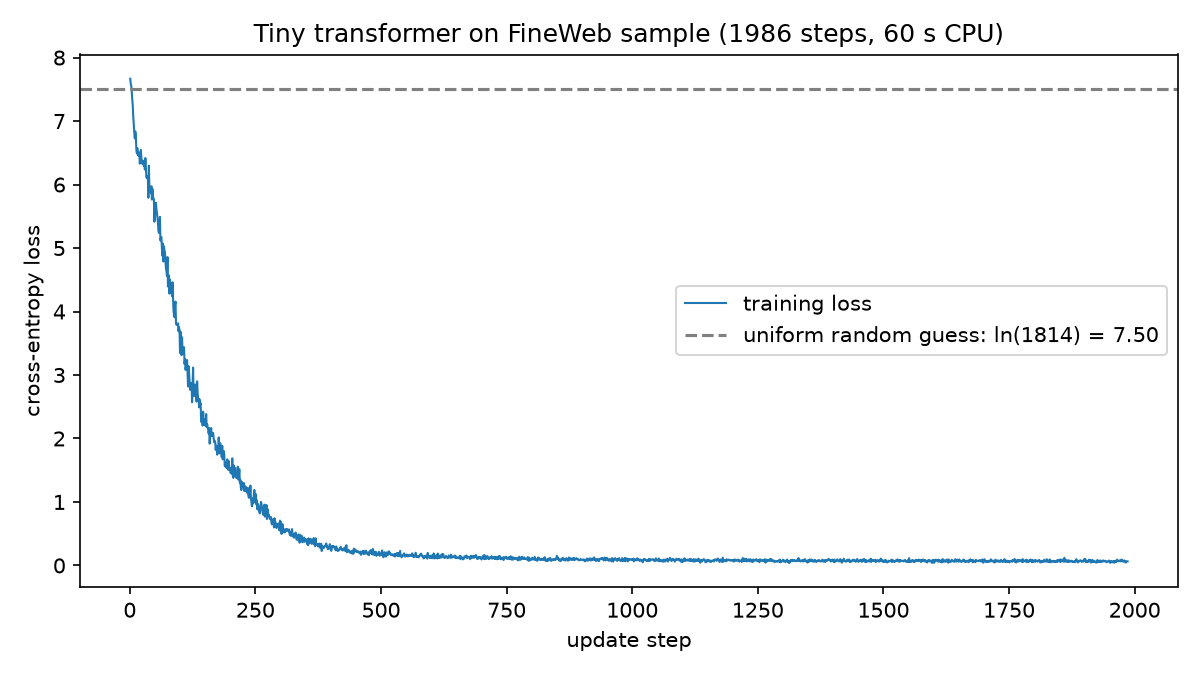 Tiny transformer on FineWeb sample (1986 steps, 60 s CPU)
8
7
6
5
4
3
2
1
0
cross-entropy loss
training loss
uniform random guess: ln(1814) = 7.50
0 250 500 750 1000 1250 1500 1750 2000
update step